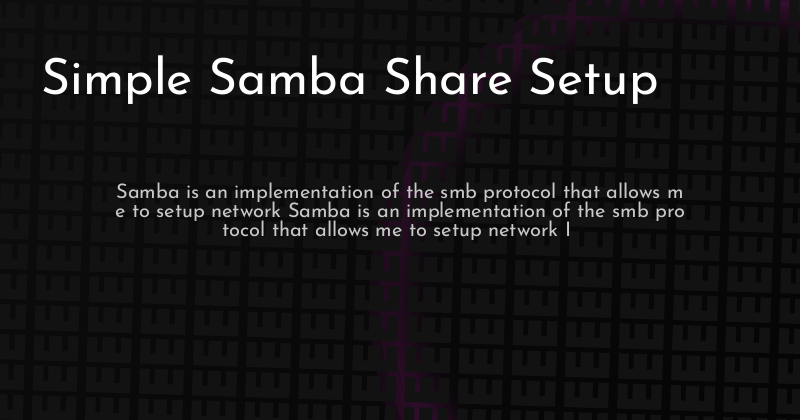 Simple Samba Share Setup
Samba is an implementation of the smb protocol that allows m
e to setup network Samba is an implementation of the smb pro
tocol that allows me to setup network I